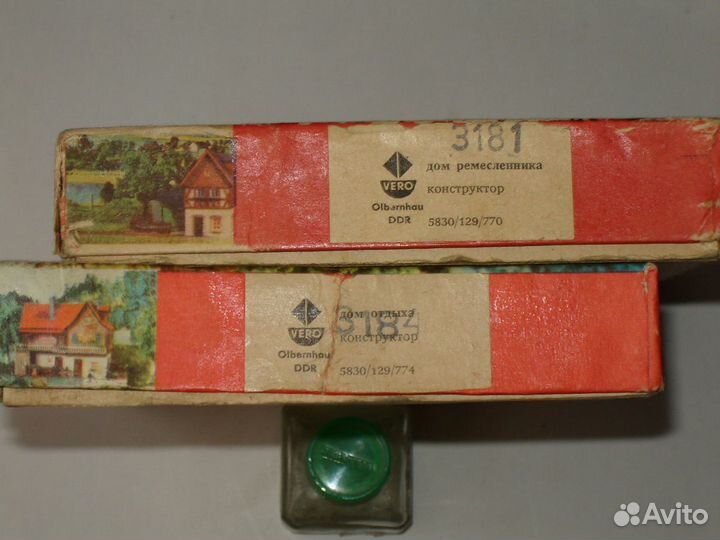 3181
VERO
дом ремесленника
конструктор
Olbernhau
DDR
5830/129/770
3184
VERO
дом отдыха
конструктор
Olbernhau
DDR
5830/129/774
Avito